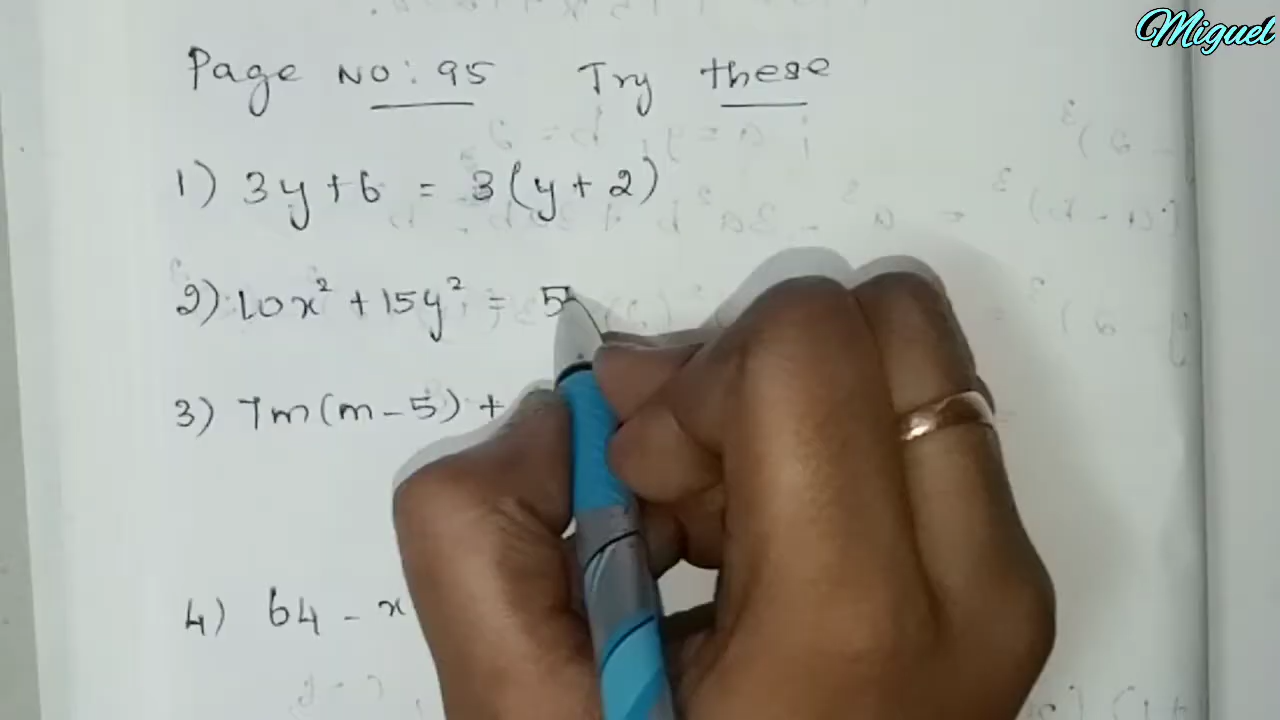 Miguel
Page NO: 95 Try these
1) 3y + 6 = 3(y + 2)
2) 10x² + 15y² = 5
3) 7m(m - 5) +
4) 64 - x